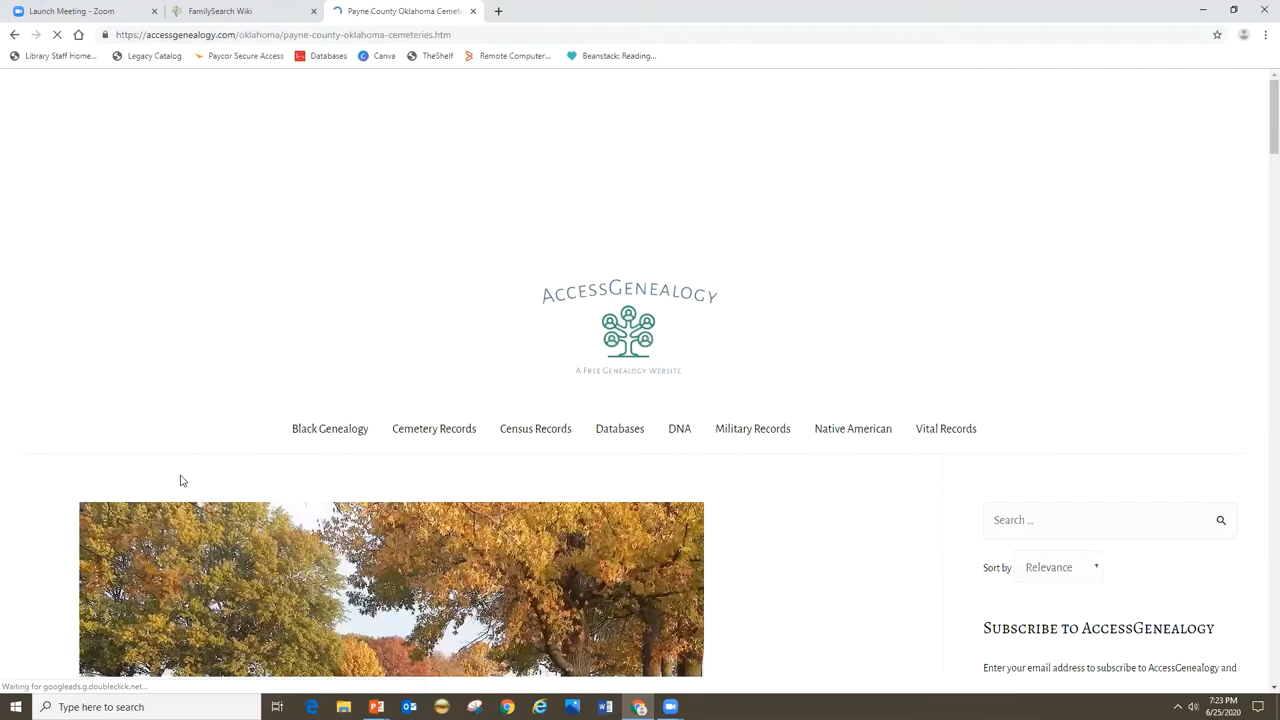 Launch Meeting - Zoom
FamilySearch Wiki
Payne County Oklahoma Cemete
https://accessgenealogy.com/oklahoma/payne-county-oklahoma-cemeteries.htm
Library Staff Home...
Legacy Catalog
Paycor Secure Access
Databases
Canva
TheShelf
Remote Computer...
Beanstack: Reading...
AccessGenealogy
A Free Genealogy Website
Black Genealogy
Cemetery Records
Census Records
Databases
DNA
Military Records
Native American
Vital Records
Search ...
Sort by Relevance
Subscribe to AccessGenealogy
Enter your email address to subscribe to AccessGenealogy and
Waiting for googleads.g.doubleclick.net...
Type here to search
7:23 PM
6/25/2020